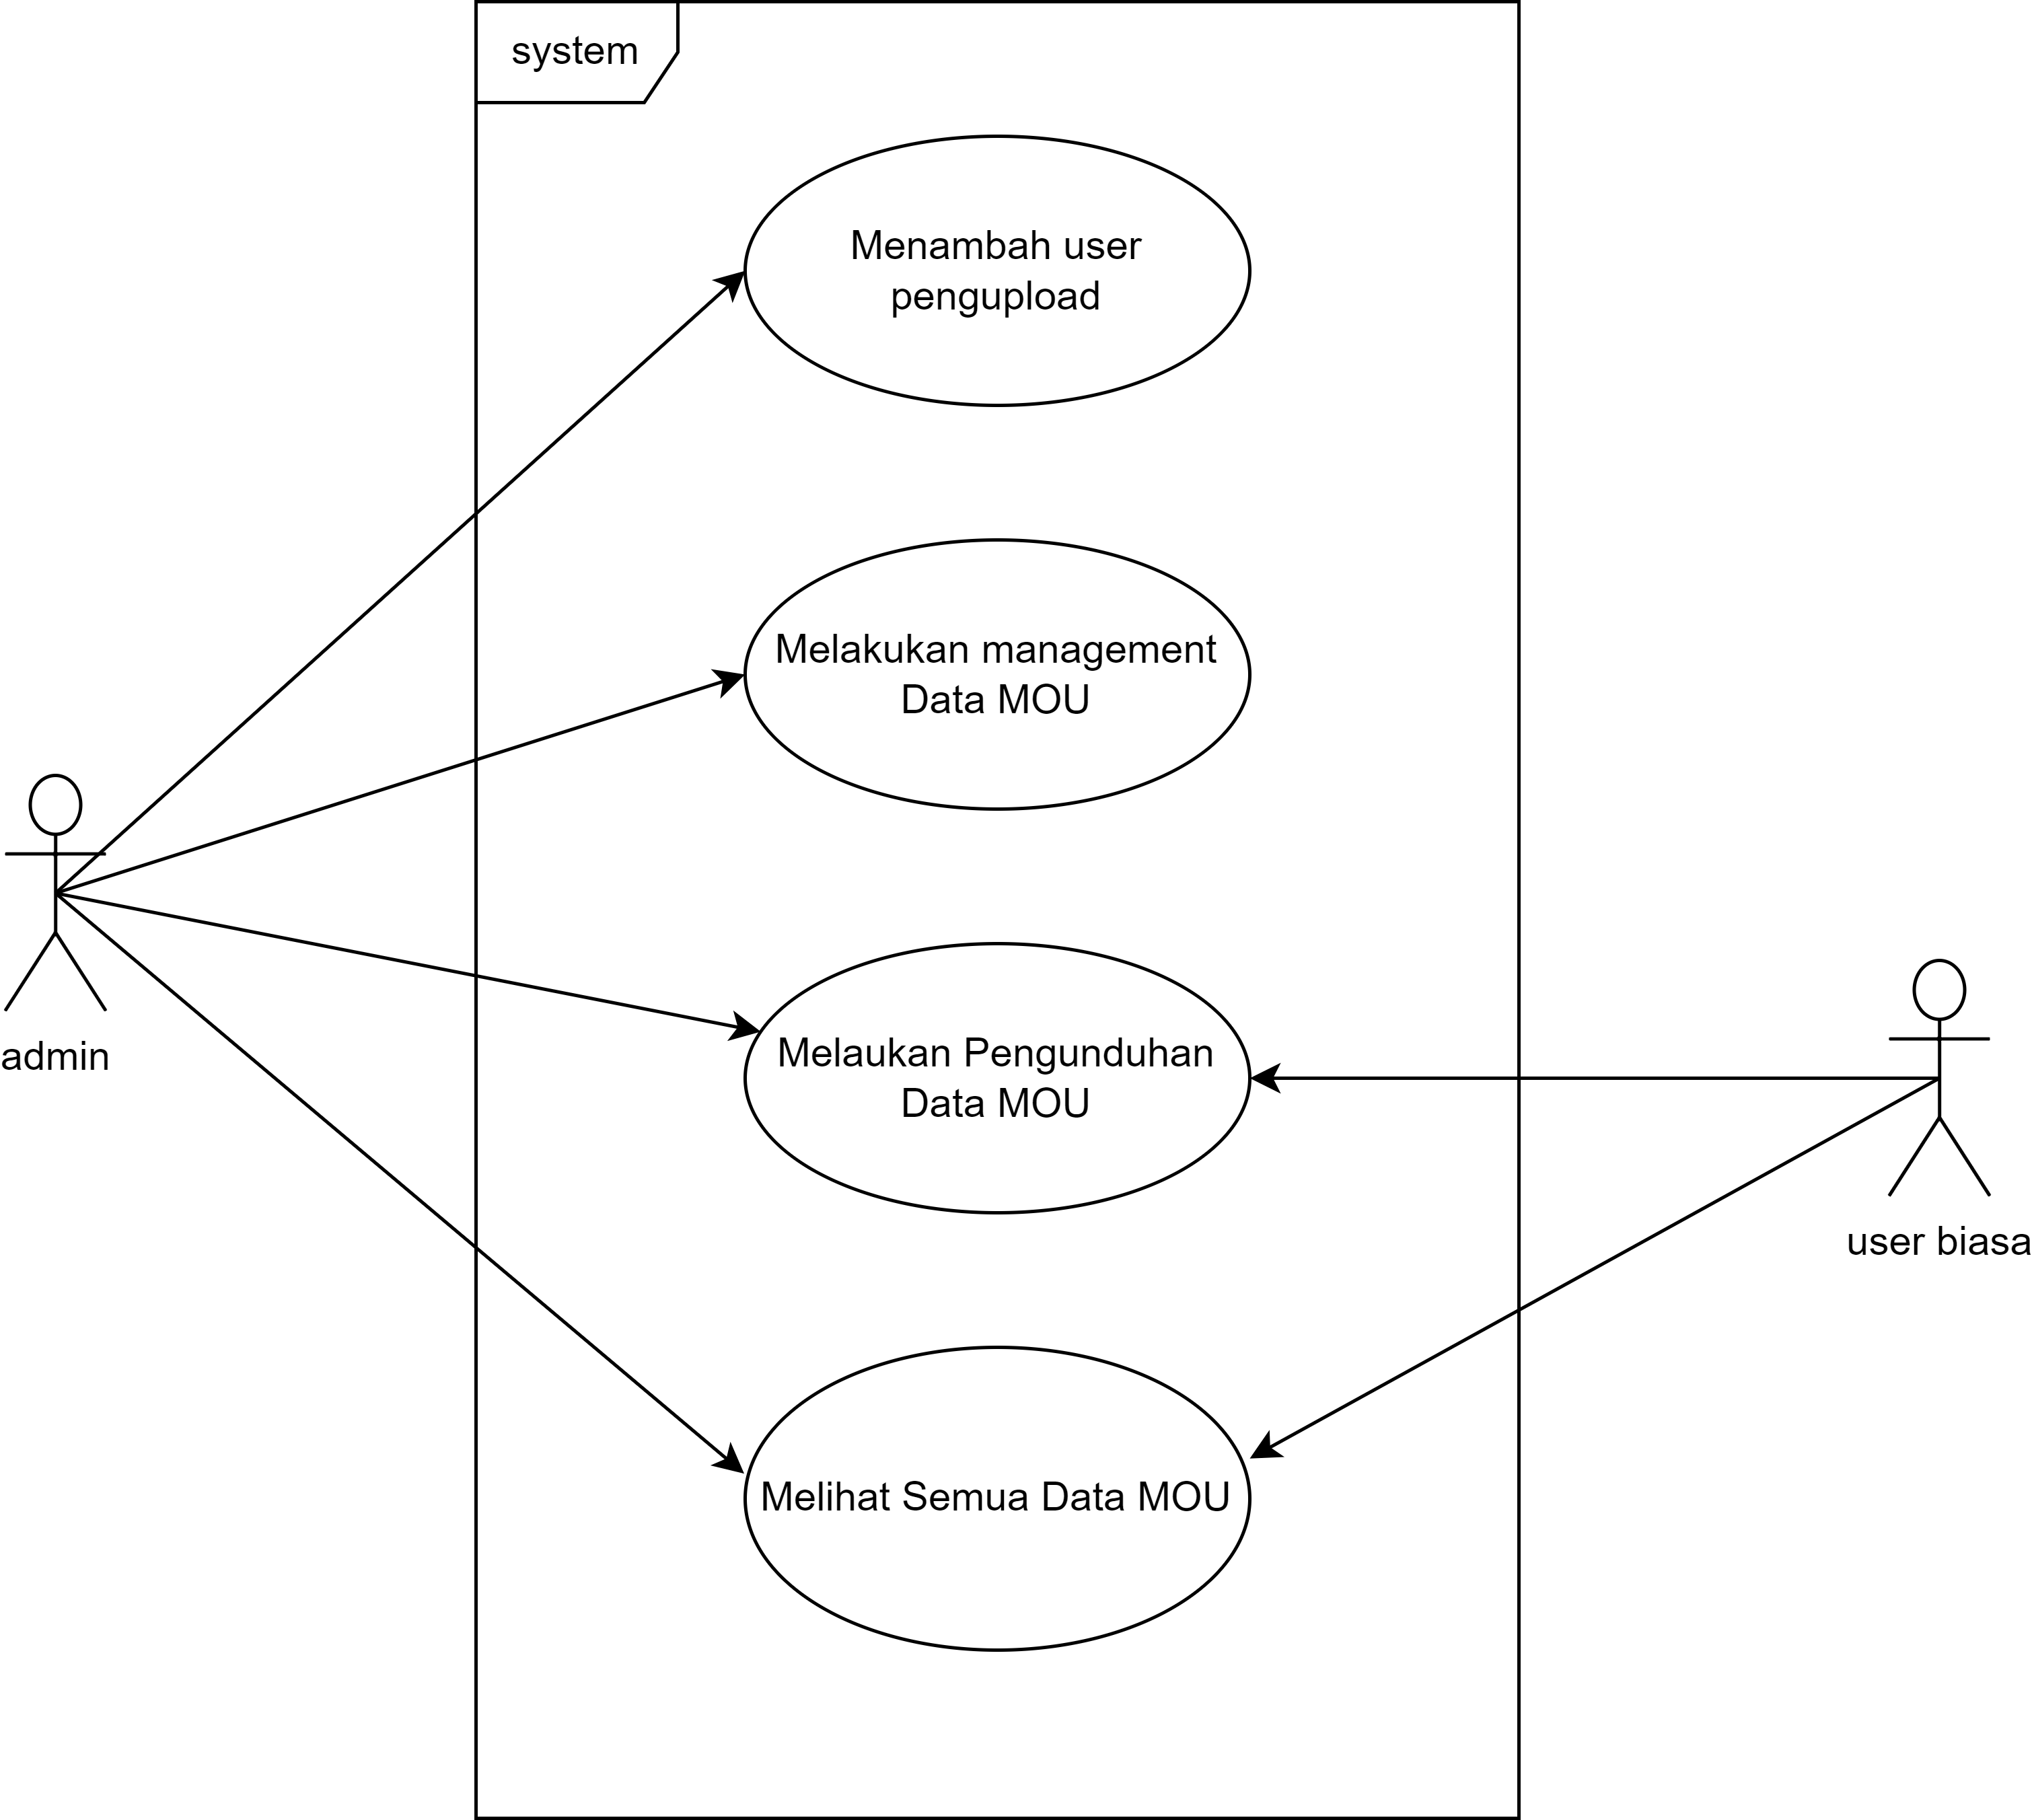 system
Menambah user
pengupload
Melakukan management
Data MOU
admin
Melaukan Pengunduhan
Data MOU
user biasa
Melihat Semua Data MOU